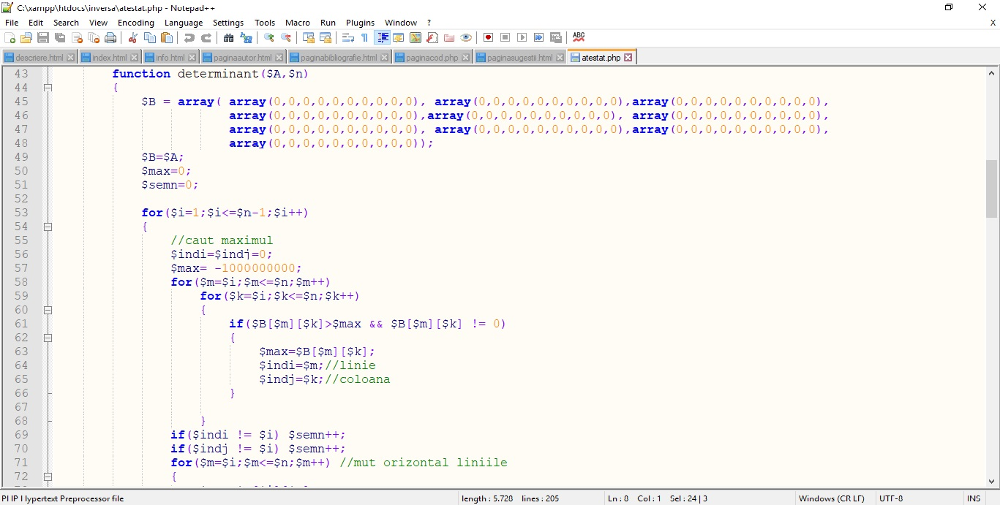 C:\xampp\htdocs\inversa\atestat.php - Notepad++
File Edit Search View Encoding Language Settings Tools Macro Run Plugins Window ? X
descriere.html index.html info.html paginaautor.html paginabibliografie.html paginacod.php paginasugestii.html atestat.php
43 function determinant($A,$n)
44 {
45 $B = array( array(0,0,0,0,0,0,0,0,0,0), array(0,0,0,0,0,0,0,0,0,0),array(0,0,0,0,0,0,0,0,0,0),
46 array(0,0,0,0,0,0,0,0,0,0),array(0,0,0,0,0,0,0,0,0,0), array(0,0,0,0,0,0,0,0,0,0),
47 array(0,0,0,0,0,0,0,0,0,0), array(0,0,0,0,0,0,0,0,0,0),array(0,0,0,0,0,0,0,0,0,0),
48 array(0,0,0,0,0,0,0,0,0,0));
49 $B=$A;
50 $max=0;
51 $semn=0;
52
53 for($i=1;$i<=$n-1;$i++)
54 {
55 //caut maximul
56 $indi=$indj=0;
57 $max= -1000000000;
58 for($m=$i;$m<=$n;$m++)
59 for($k=$i;$k<=$n;$k++)
60 {
61 if($B[$m][$k]>$max && $B[$m][$k] != 0)
62 {
63 $max=$B[$m][$k];
64 $indi=$m;//linie
65 $indj=$k;//coloana
66 }
67
68 }
69 if($indi != $i) $semn++;
70 if($indj != $i) $semn++;
71 for($m=$i;$m<=$n;$m++) //mut orizontal liniile
72 {
PHP Hypertext Preprocessor file length : 5.728 lines : 205 Ln : 8 Col : 1 Sel : 24 | 3 Windows (CR LF) UTF-8 INS